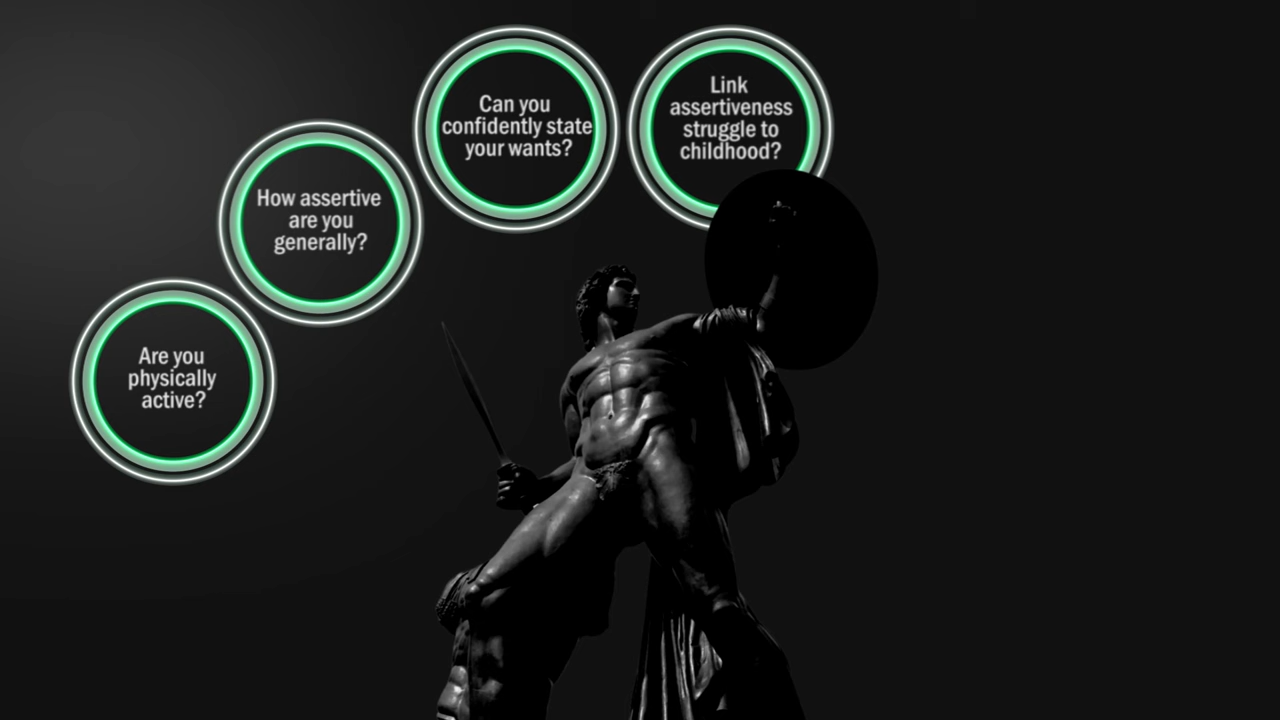 Are you
physically
active?
How assertive
are you
generally?
Can you
confidently state
your wants?
Link
assertiveness
struggle to
childhood?